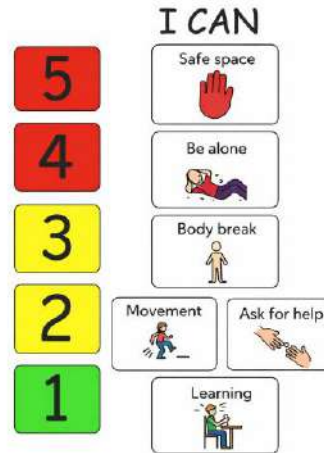 I CAN
5
Safe space
4
Be alone
3
Body break
2
Movement
Ask for help
1
Learning